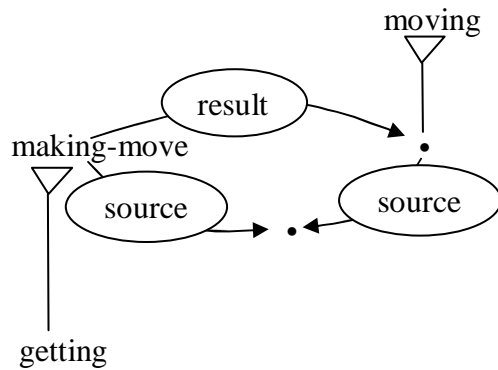 moving
result
making-move
source
source
getting